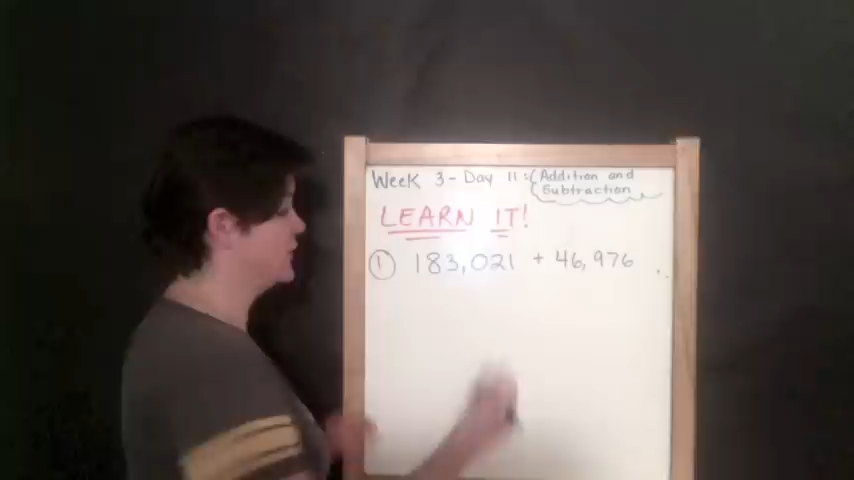 Week 3 - Day 11: Addition and
Subtraction
LEARN IT!
1 183,021 + 46,976